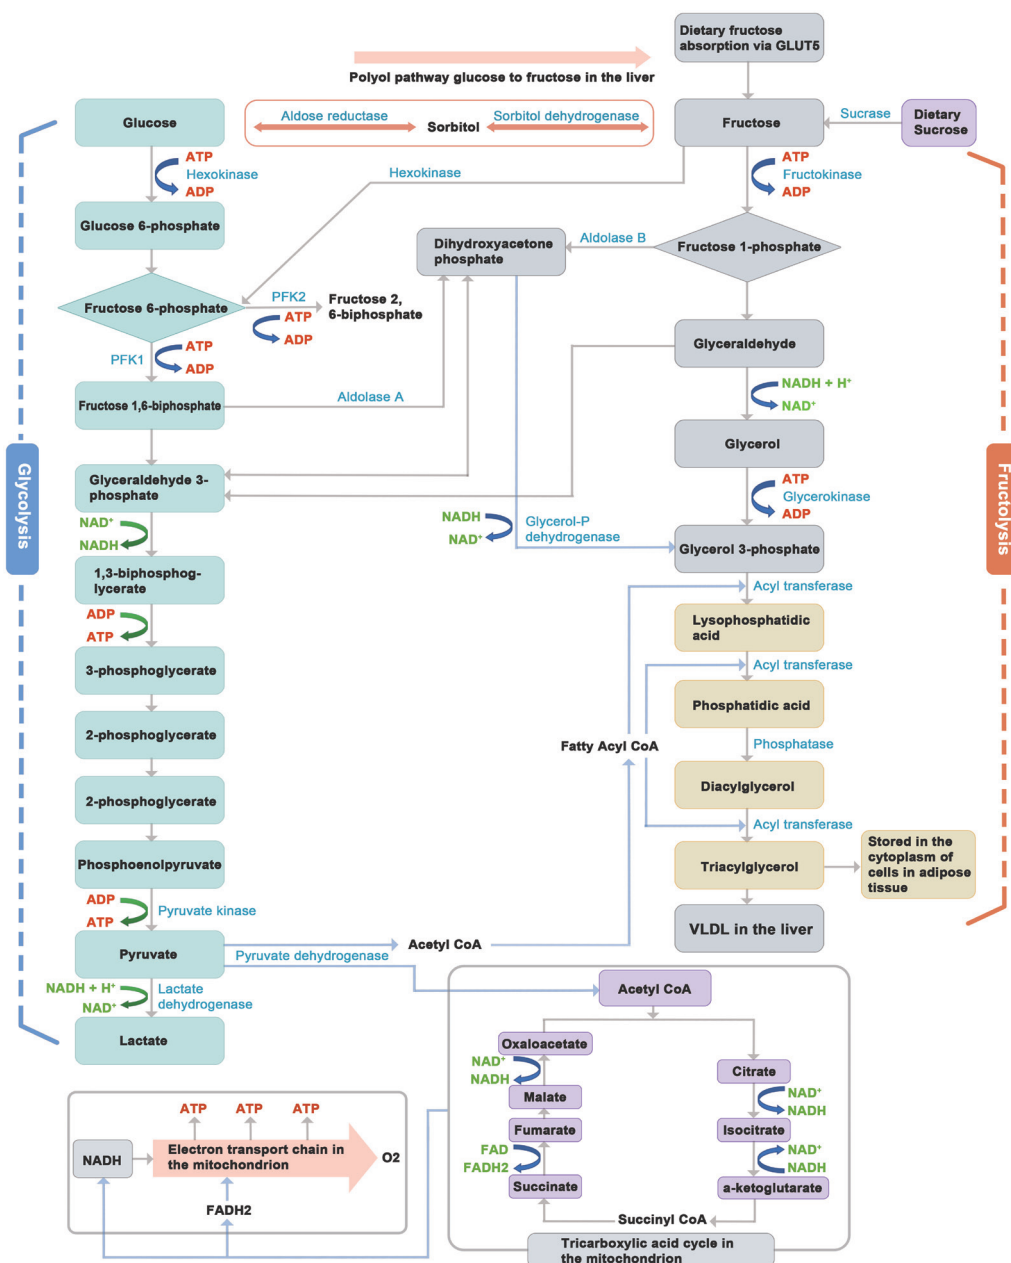 Dietary fructose
absorption via GLUT5
Polyol pathway glucose to fructose in the liver
Glucose
Aldose reductase
Sorbitol
Sorbitol dehydrogenase
Fructose
Sucrase
Dietary
Sucrose
ATP
Hexokinase
ADP
Hexokinase
ATP
Fructokinase
ADP
Glucose 6-phosphate
Dihydroxyacetone
phosphate
Aldolase B
Fructose 1-phosphate
Fructose 6-phosphate
PFK2
Fructose 2,
6-biphosphate
ATP
ADP
PFK1
ATP
ADP
Glyceraldehyde
Fructose 1,6-biphosphate
Aldolase A
NADH + H+
NAD+
Glycerol
Glycolysis
Fructolysis
Glyceraldehyde 3-
phosphate
ATP
Glycerokinase
ADP
NAD+
NADH
NADH
NAD+
Glycerol-P
dehydrogenase
Glycerol 3-phosphate
1,3-biphosphog-
lycerate
Acyl transferase
ADP
ATP
Lysophosphatidic
acid
3-phosphoglycerate
Acyl transferase
Phosphatidic acid
2-phosphoglycerate
Fatty Acyl CoA
Phosphatase
2-phosphoglycerate
Diacylglycerol
Acyl transferase
Phosphoenolpyruvate
Triacylglycerol
Stored in the
cytoplasm of
cells in adipose
tissue
ADP
ATP
Pyruvate kinase
VLDL in the liver
Pyruvate
Acetyl CoA
Pyruvate dehydrogenase
NADH + H+
NAD+
Lactate
dehydrogenase
Lactate
Acetyl CoA
Oxaloacetate
NAD+
NADH
Citrate
NAD+
NADH
Malate
Fumarate
Isocitrate
FAD
FADH2
NAD+
NADH
Succinate
a-ketoglutarate
Succinyl CoA
Tricarboxylic acid cycle in
the mitochondrion
ATP
ATP
ATP
NADH
Electron transport chain in
the mitochondrion
O2
FADH2